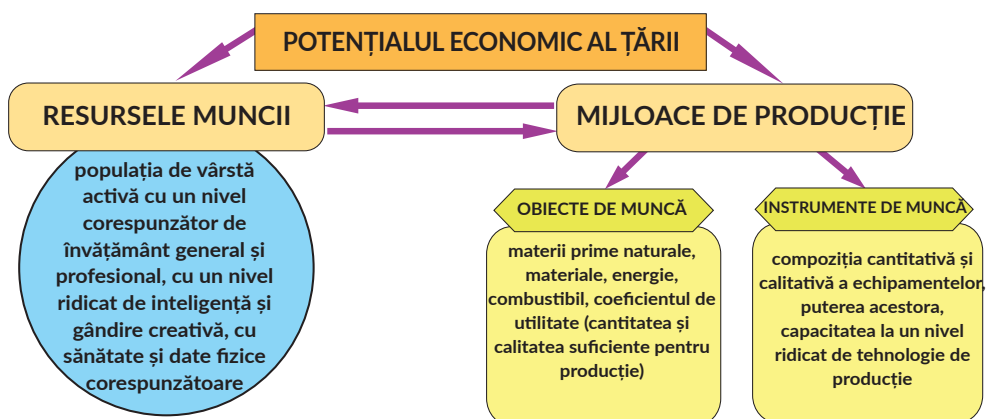 POTENȚIALUL ECONOMIC AL ȚĂRII
RESURSELE MUNCII
MIJLOACE DE PRODUCȚIE
populația de vârstă
activă cu un nivel
corespunzător de
învățământ general și
profesional, cu un nivel
ridicat de inteligență și
gândire creativă, cu
sănătate și date fizice
corespunzătoare
OBIECTE DE MUNCĂ
materii prime naturale,
materiale, energie,
combustibil, coeficientul de
utilitate (cantitatea și
calitatea suficiente pentru
producție)
INSTRUMENTE DE MUNCĂ
compoziția cantitativă și
calitativă a echipamentelor,
puterea acestora,
capacitatea la un nivel
ridicat de tehnologie de
producție